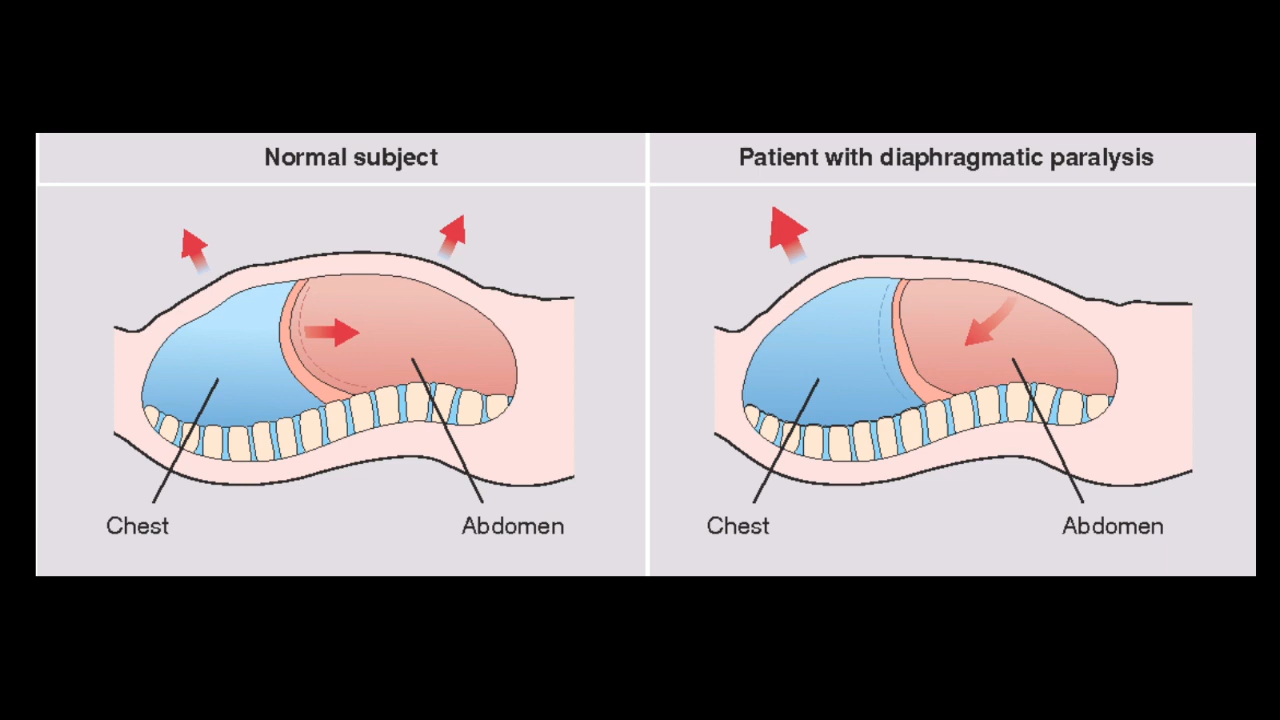 Normal subject
Patient with diaphragmatic paralysis
Chest
Abdomen
Chest
Abdomen